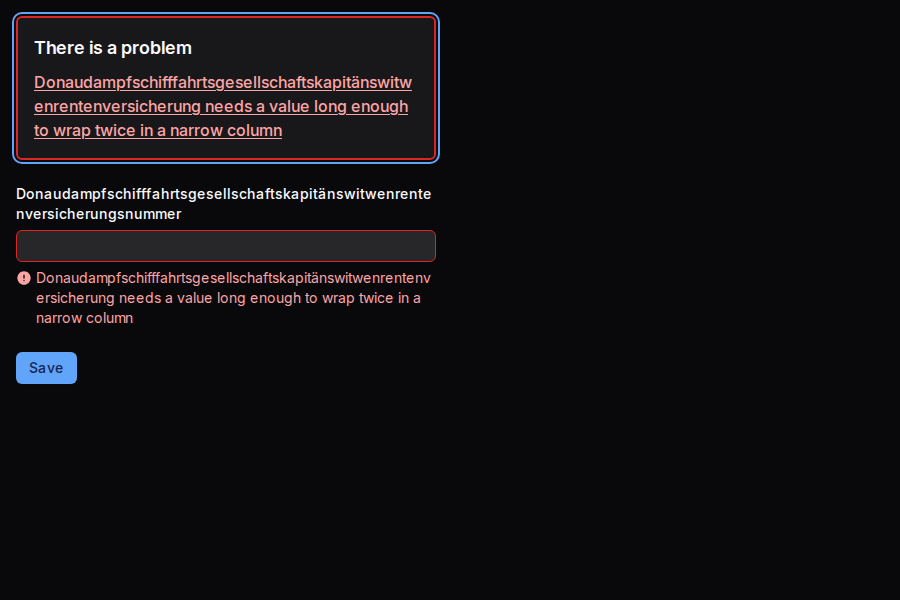 There is a problem
Donaudampfschifffahrtsgesellschaftskapitänswitw
enrentenversicherung needs a value long enough
to wrap twice in a narrow column
Donaudampfschifffahrtsgesellschaftskapitänswitwenrente
nversicherungsnummer
Donaudampfschifffahrtsgesellschaftskapitänswitwenrentenv
ersicherung needs a value long enough to wrap twice in a
narrow column
Save